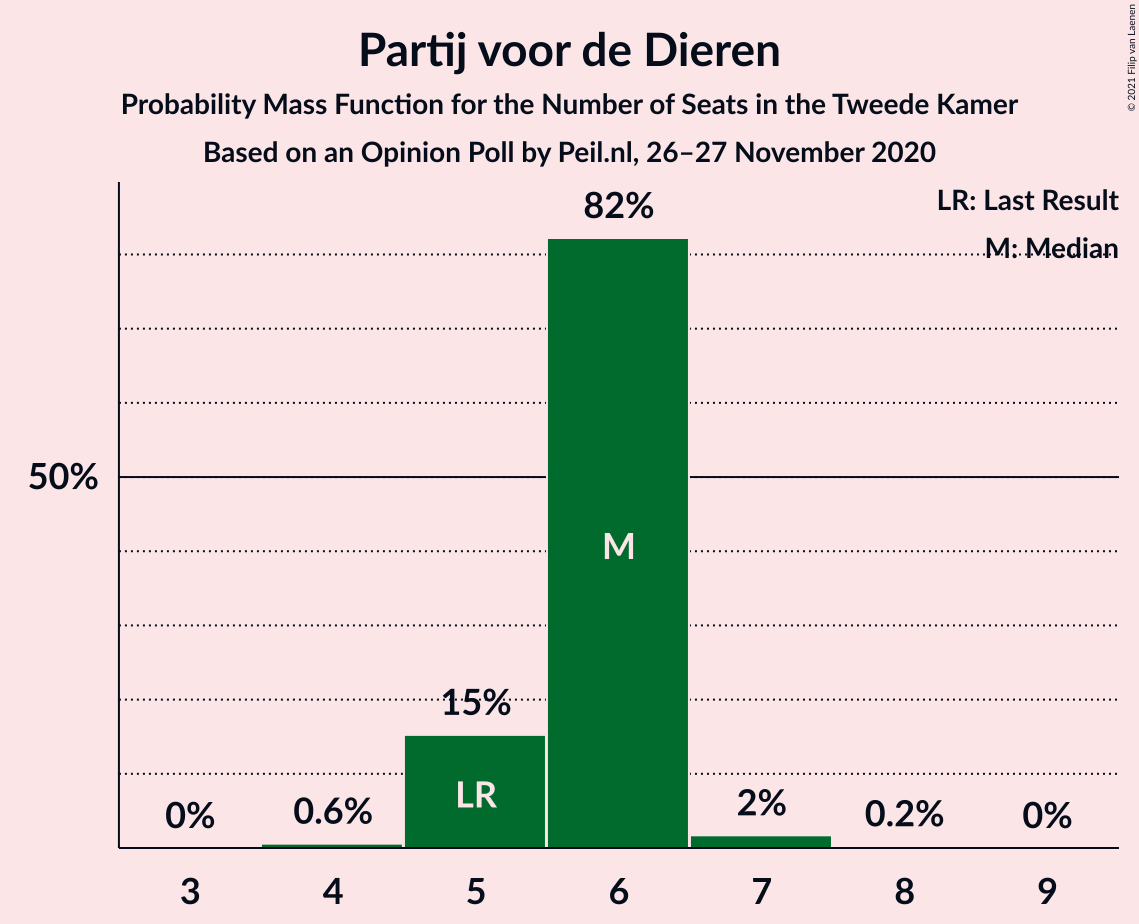 Partij voor de Dieren
Probability Mass Function for the Number of Seats in the Tweede Kamer
Based on an Opinion Poll by Peil.nl, 26–27 November 2020
© 2021 Filip van Laenen
LR: Last Result
M: Median
82%
50%
M
15%
LR
0%
0.6%
2%
0.2%
0%
3 4 5 6 7 8 9